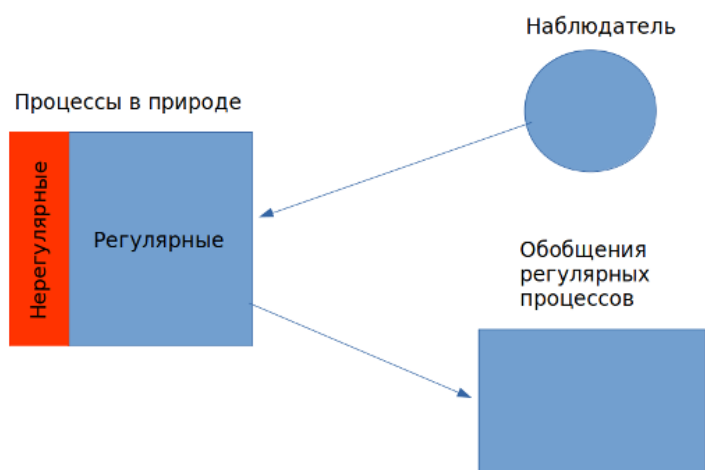 Наблюдатель
Процессы в природе
Нерегулярные
Регулярные
Обобщения
регулярных
процессов